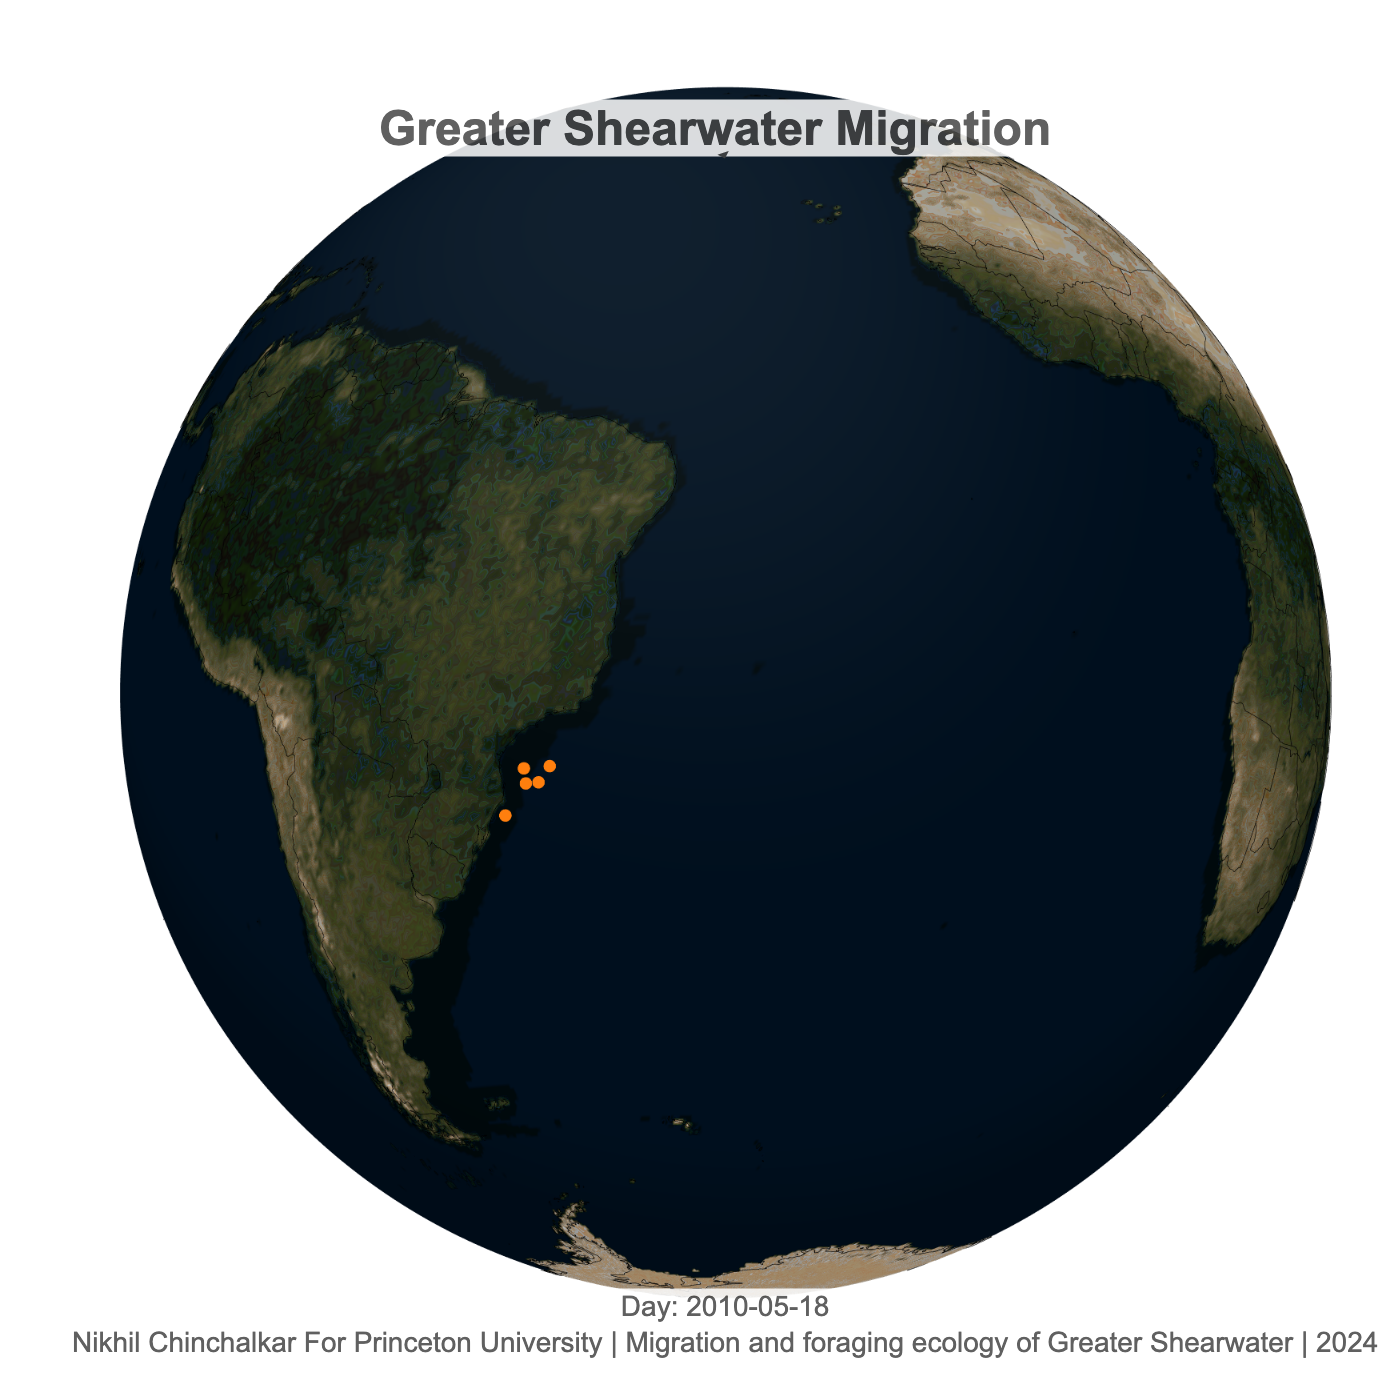 Greater Shearwater Migration
Day: 2010-05-18
Nikhil Chinchalkar For Princeton University | Migration and foraging ecology of Greater Shearwater | 2024